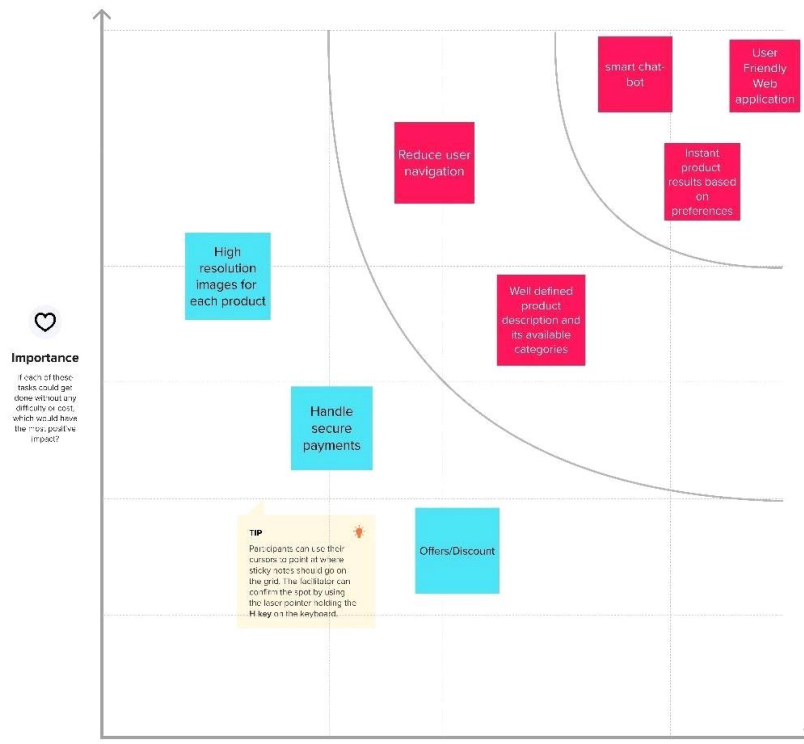 smart chat-
bot
User
Friendly
Web
application
Reduce user
navigation
Instant
product
results based
on
preferences
High
resolution
images for
each product
Well defined
product
description and
its available
categories
Importance
If each of these
tasks could get
done without any
difficulty or cost,
which would have
the most positive
impact?
Handle
secure
payments
TIP
Participants can use their
cursors to point at where
sticky notes should go on
the grid. The facilitator can
confirm the spot by using
the laser pointer holding the
H key on the keyboard.
Offers/Discount